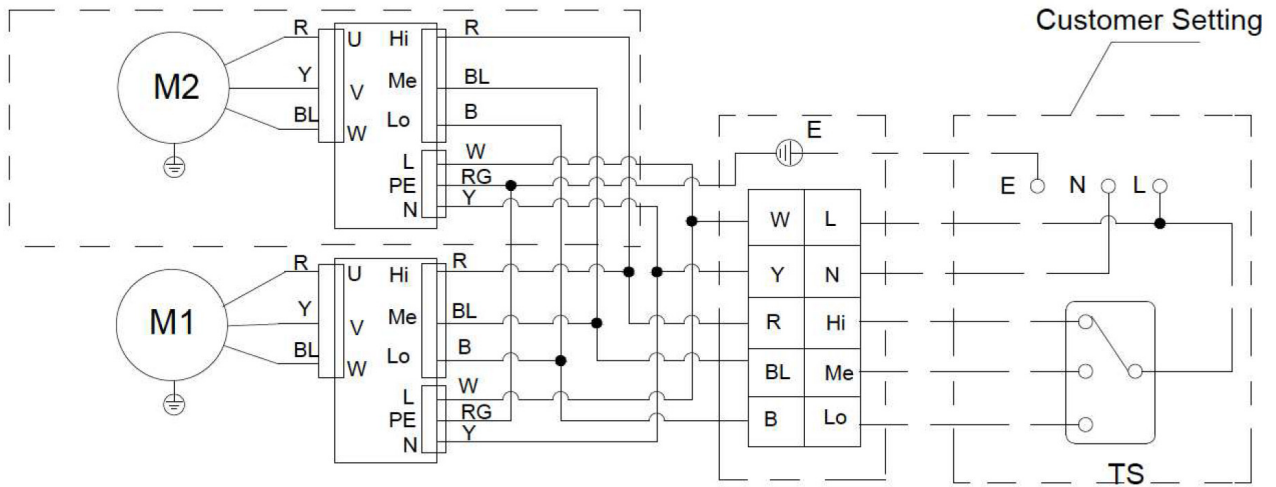 Customer Setting
M2
R
Y
BL
U
V
W
Hi
Me
Lo
L
PE
N
R
BL
B
W
RG
Y
M1
R
Y
BL
U
V
W
Hi
Me
Lo
L
PE
N
R
BL
B
W
RG
Y
E
W L
Y N
R Hi
BL Me
B Lo
E N L
TS